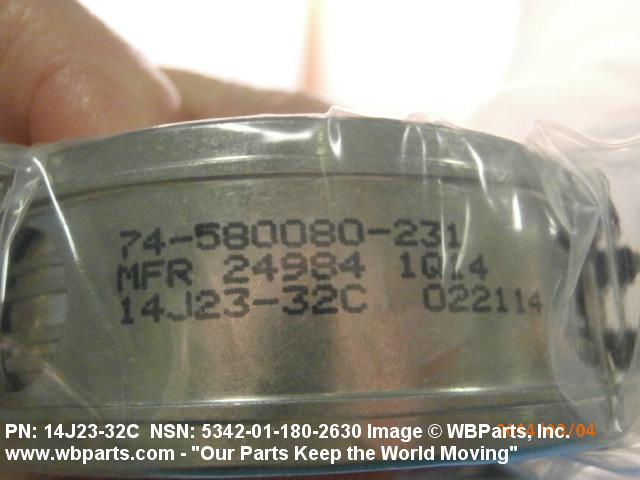 74-580080-231
MFR 24984 1Q14
14J23-32C 022114
PN: 14J23-32C NSN: 5342-01-180-2630 Image © WBParts, Inc.
www.wbparts.com - "Our Parts Keep the World Moving"